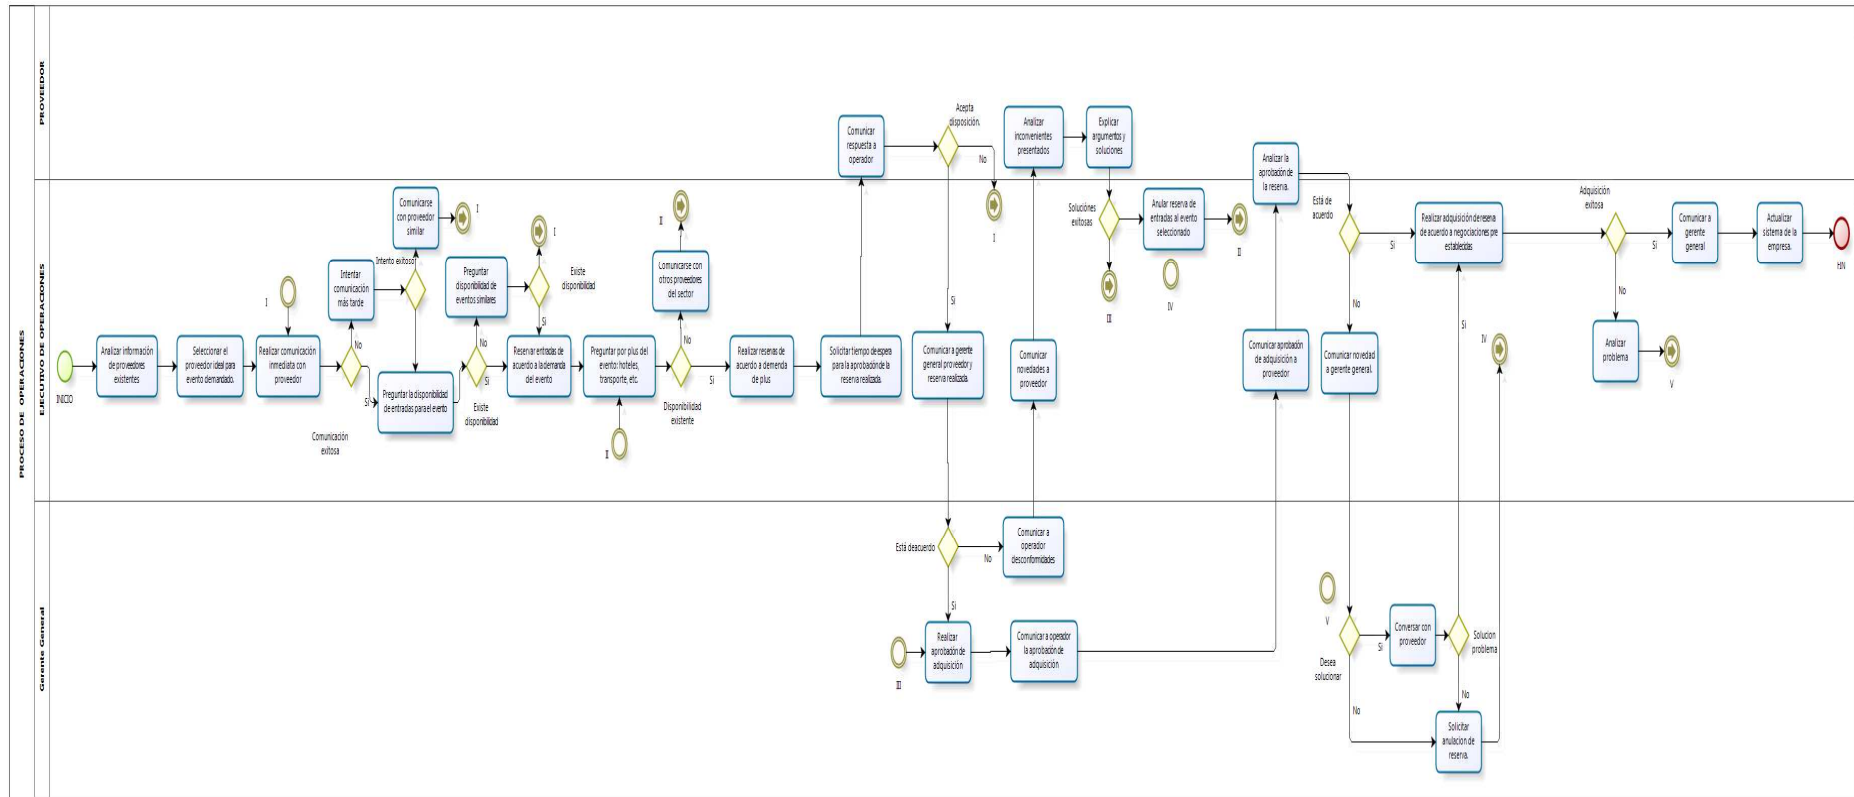 PROCESO DE OPERACIONES
PROVEEDOR
Comunicar
respuesta a
operador
Acepta
disposición.
No
Si
I
Analizar
inconvenientes
presentados
Explicar
argumentos y
soluciones
Analizar la
aprobación de
la reserva.
EJECUTIVO DE OPERACIONES
INICIO
Analizar información
de proveedores
existentes
Seleccionar el
proveedor ideal para
evento demandado.
I
Realizar comunicación
inmediata con
proveedor
Comunicación
exitosa
No
Si
Intentar
comunicación
más tarde
Intento exitoso
Comunicarse
con proveedor
similar
I
Preguntar la disponibilidad
de entradas para el evento
Existe
disponibilidad
No
Si
Preguntar
disponibilidad de
eventos similares
I
Existe
disponibilidad
Si
Reservar entradas de
acuerdo a la demanda
del evento
Preguntar por plus del
evento: hoteles,
transporte, etc.
II
Disponibilidad
existente
No
Si
Comunicarse con
otros proveedores
del sector
II
Realizar reservas de
acuerdo a demanda
de plus
Solicitar tiempo de espera
para la aprobación de la
reserva realizada.
Comunicar a gerente
general proveedor y
reserva realizada.
Comunicar
novedades a
proveedor
Soluciónes
exitosas
III
Anular reserva de
entradas al evento
seleccionado
II
IV
Comunicar aprobación
de adquisición a
proveedor
Está de
acuerdo
Si
No
Comunicar novedad
a gerente general.
Realizar adquisición de reserva
de acuerdo a negociaciones pre
establecidas
Si
IV
Adquisición
exitosa
Si
No
Analizar
problema
V
Comunicar a
gerente
general
Actualizar
sistema de la
empresa.
FIN
Gerente General
Está deacuerdo
No
Si
Comunicar a
operador
desconformidades
III
Realizar
aprobación de
adquisición
Comunicar a operador
la aprobación de
adquisición
V
Desea
solucionar
Si
No
Conversar con
proveedor
Solucion
problema
No
Solicitar
anulacion de
reserva.